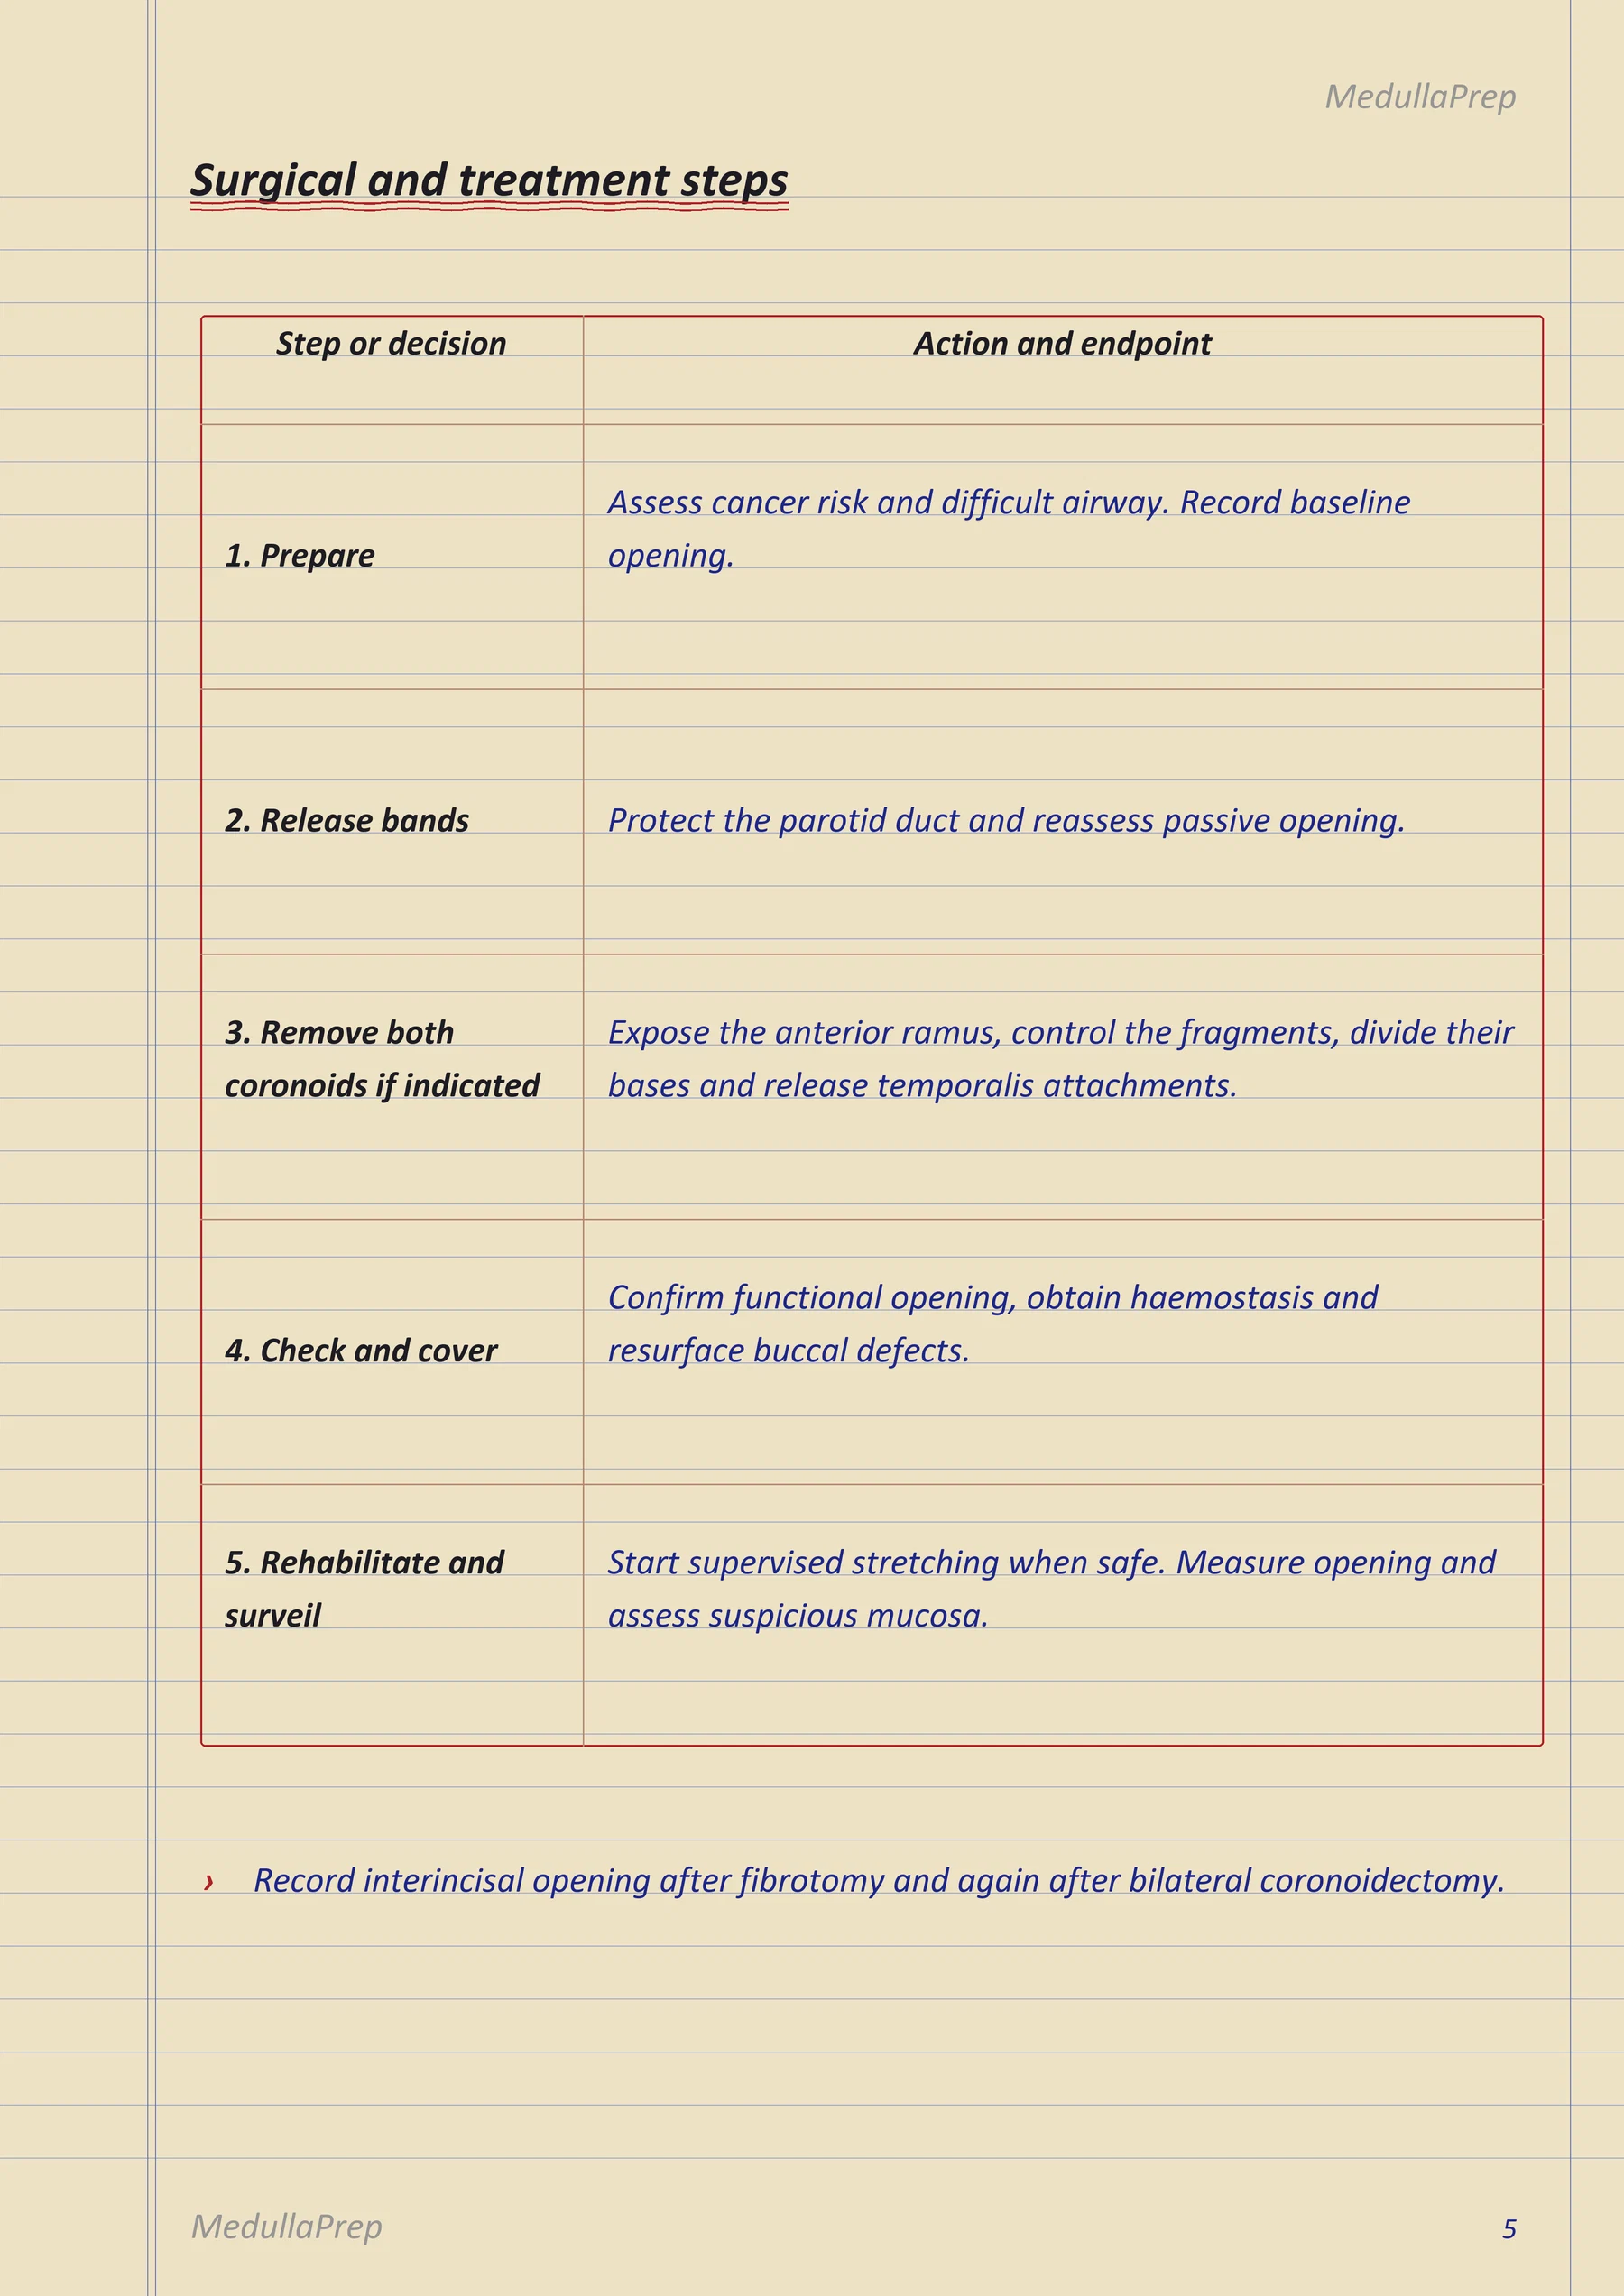 MedullaPrep
Surgical and treatment steps
Step or decision
Action and endpoint
1. Prepare
Assess cancer risk and difficult airway. Record baseline
opening.
2. Release bands
Protect the parotid duct and reassess passive opening.
3. Remove both
coronoids if indicated
Expose the anterior ramus, control the fragments, divide their
bases and release temporalis attachments.
4. Check and cover
Confirm functional opening, obtain haemostasis and
resurface buccal defects.
5. Rehabilitate and
surveil
Start supervised stretching when safe. Measure opening and
assess suspicious mucosa.
› Record interincisal opening after fibrotomy and again after bilateral coronoidectomy.
MedullaPrep
5